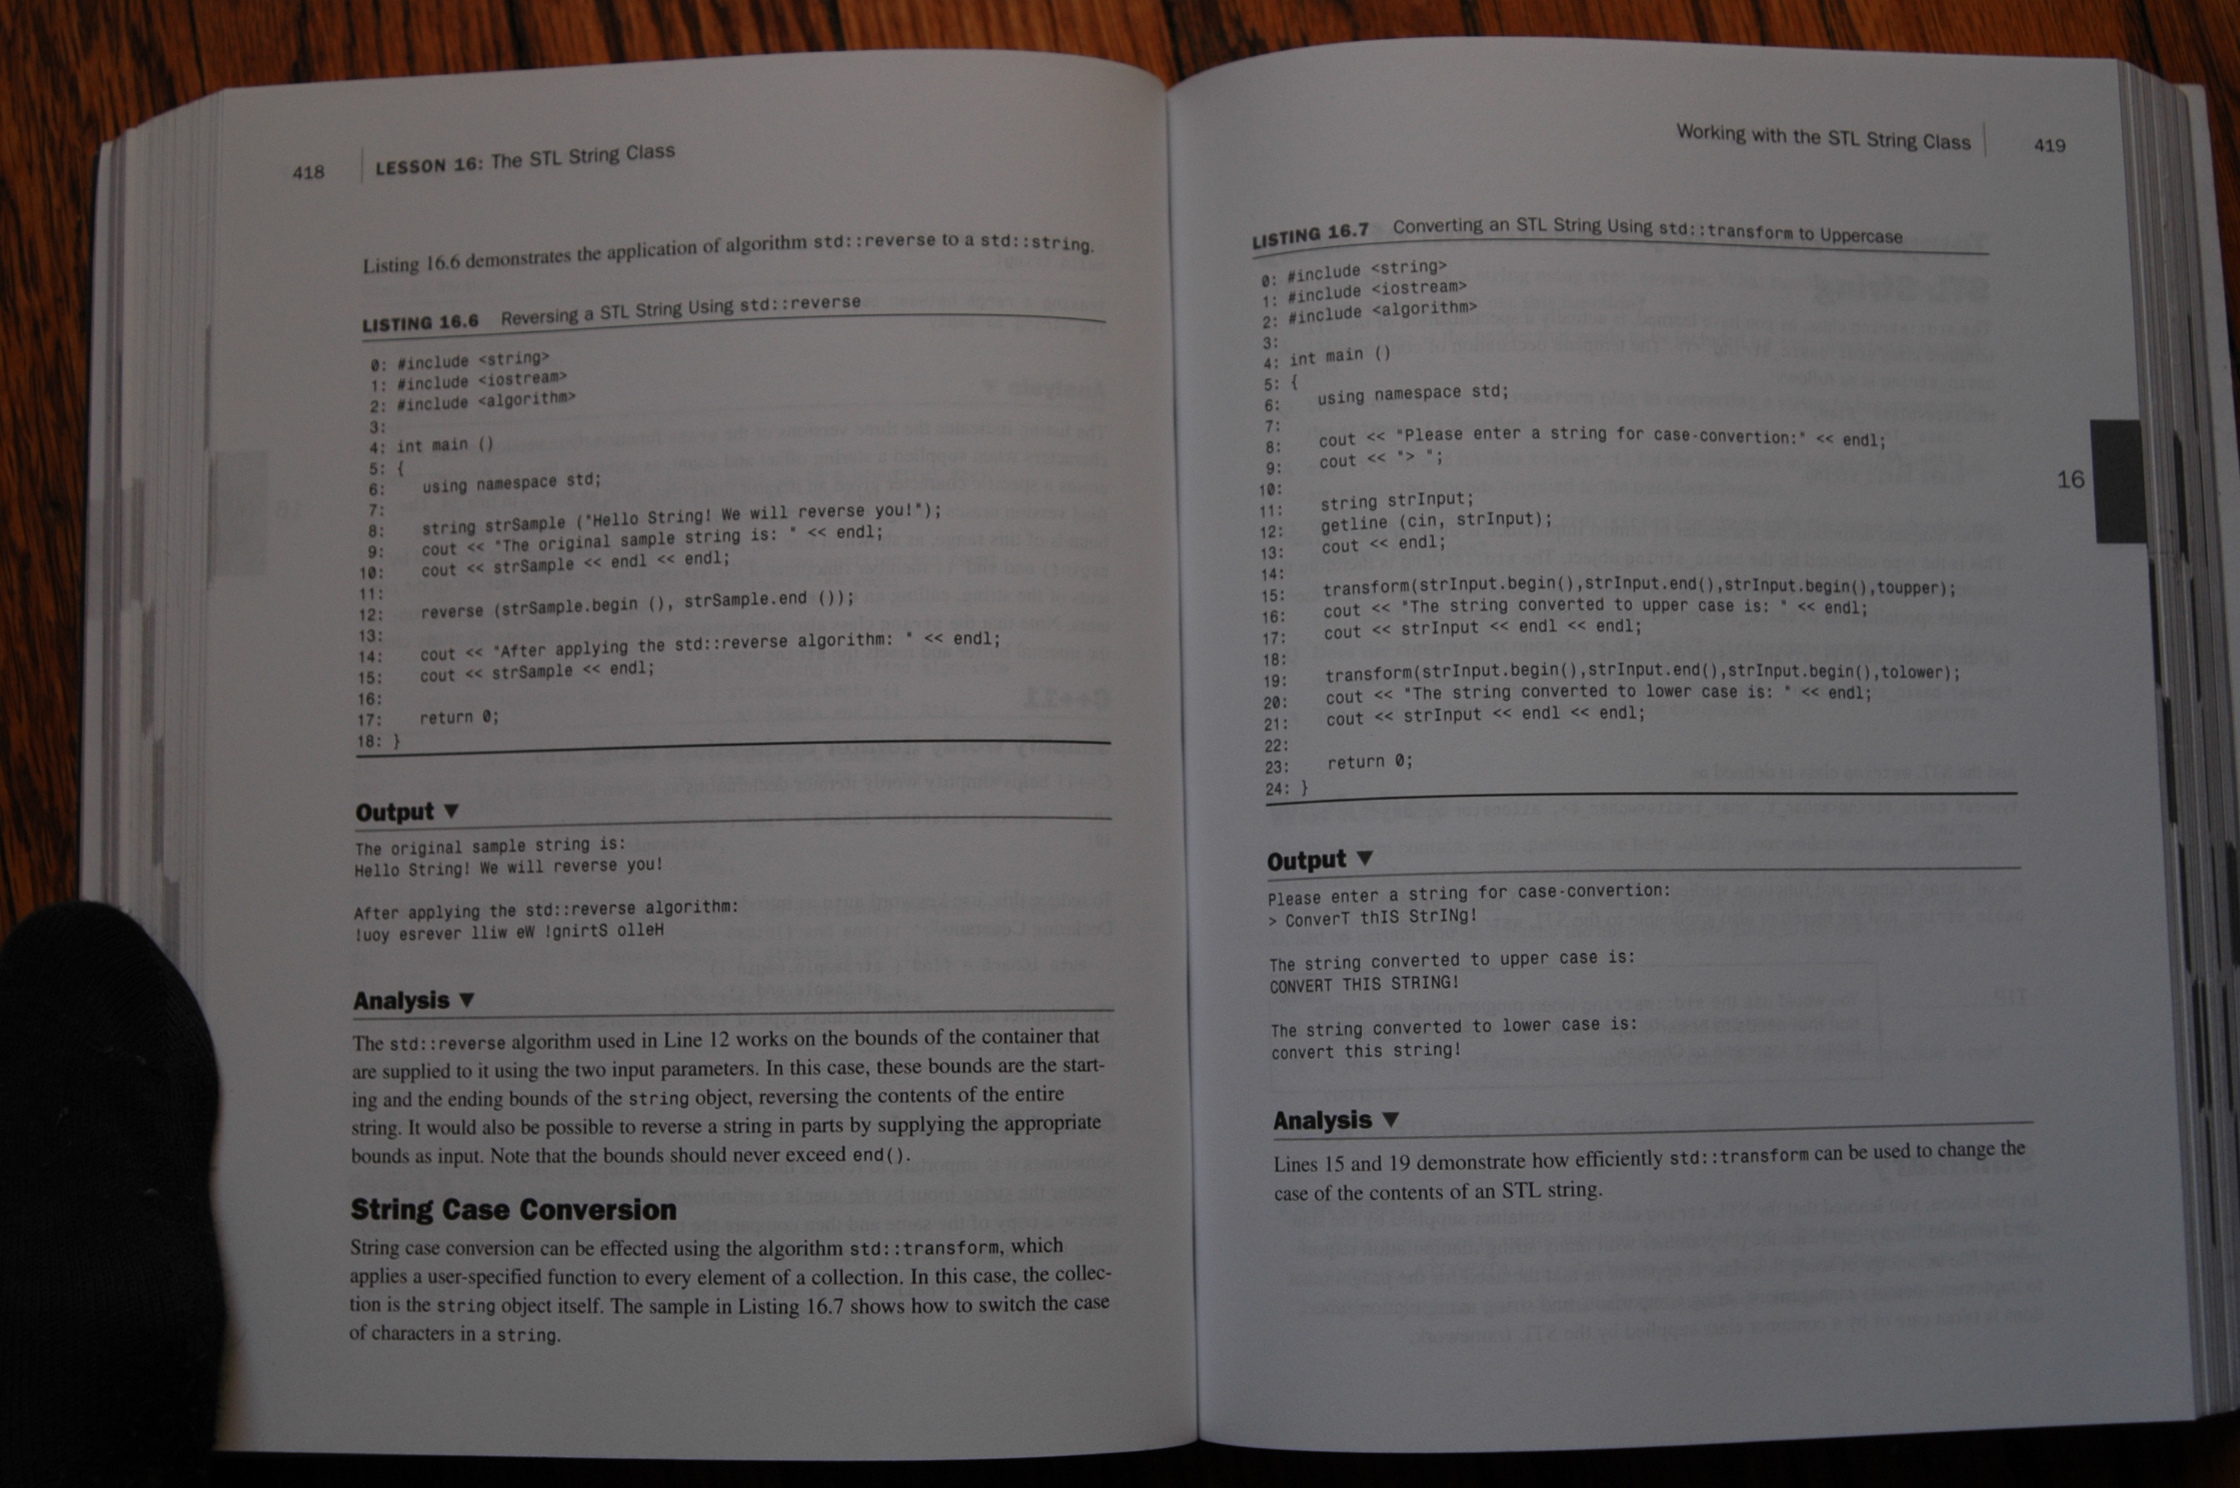 418 LESSON 16: The STL String Class
Listing 16.6 demonstrates the application of algorithm std::reverse to a std::string.
LISTING 16.6 Reversing a STL String Using std::reverse
0: #include <string>
1: #include <iostream>
2: #include <algorithm>
3:
4: int main ()
5: {
6: using namespace std;
7:
8: string strSample ("Hello String! We will reverse you!");
9: cout << "The original sample string is: " << endl;
10: cout << strSample << endl << endl;
11:
12: reverse (strSample.begin (), strSample.end ());
13:
14: cout << "After applying the std::reverse algorithm: " << endl;
15: cout << strSample << endl;
16:
17: return 0;
18: }
Output ▼
The original sample string is:
Hello String! We will reverse you!
After applying the std::reverse algorithm:
!uoy esrever lliw eW !gnirtS olleH
Analysis ▼
The std::reverse algorithm used in Line 12 works on the bounds of the container that
are supplied to it using the two input parameters. In this case, these bounds are the start-
ing and the ending bounds of the string object, reversing the contents of the entire
string. It would also be possible to reverse a string in parts by supplying the appropriate
bounds as input. Note that the bounds should never exceed end().
String Case Conversion
String case conversion can be effected using the algorithm std::transform, which
applies a user-specified function to every element of a collection. In this case, the collec-
tion is the string object itself. The sample in Listing 16.7 shows how to switch the case
of characters in a string.
Working with the STL String Class 419
LISTING 16.7 Converting an STL String Using std::transform to Uppercase
0: #include <string>
1: #include <iostream>
2: #include <algorithm>
3:
4: int main ()
5: {
6: using namespace std;
7:
8: cout << "Please enter a string for case-convertion:" << endl;
9: cout << "> ";
10:
11: string strInput;
12: getline (cin, strInput);
13: cout << endl;
14:
15: transform(strInput.begin(),strInput.end(),strInput.begin(),toupper);
16: cout << "The string converted to upper case is: " << endl;
17: cout << strInput << endl << endl;
18:
19: transform(strInput.begin(),strInput.end(),strInput.begin(),tolower);
20: cout << "The string converted to lower case is: " << endl;
21: cout << strInput << endl << endl;
22:
23: return 0;
24: }
16
Output ▼
Please enter a string for case-convertion:
> ConverT thIS StrINg!
The string converted to upper case is:
CONVERT THIS STRING!
The string converted to lower case is:
convert this string!
Analysis ▼
Lines 15 and 19 demonstrate how efficiently std::transform can be used to change the
case of the contents of an STL string.